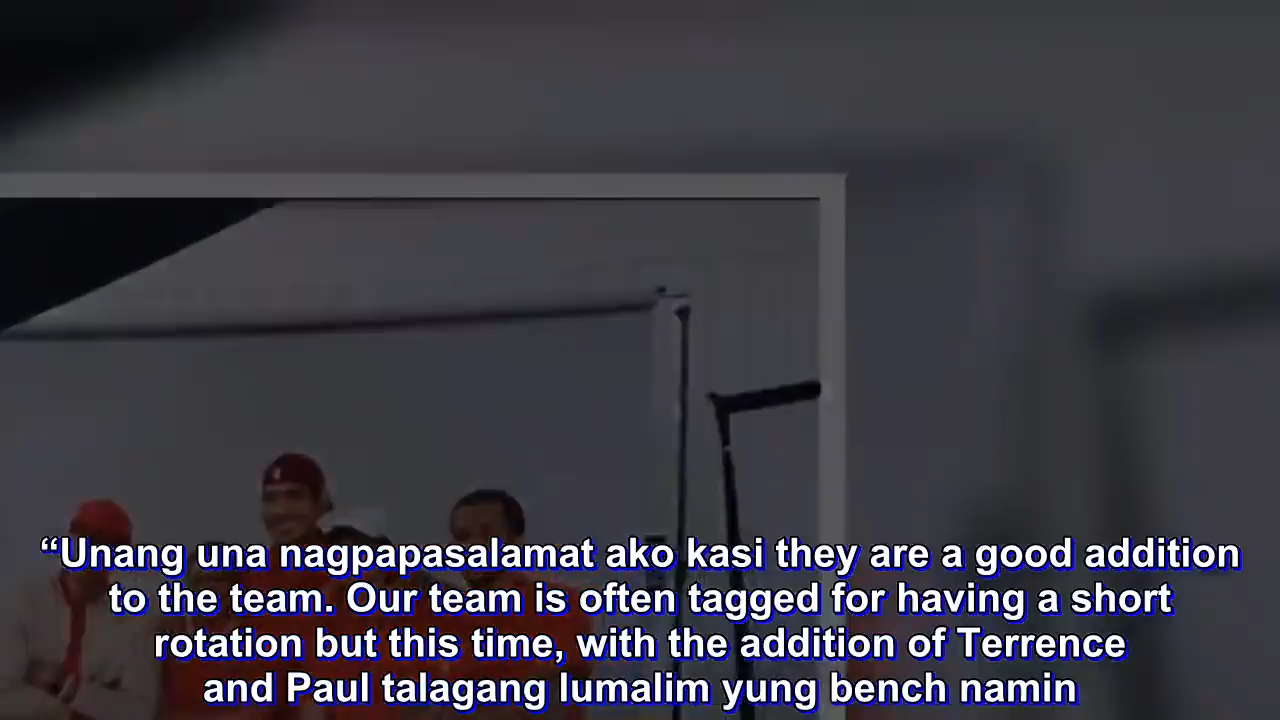 “Unang una nagpapasalamat ako kasi they are a good addition
to the team. Our team is often tagged for having a short
rotation but this time, with the addition of Terrence
and Paul talagang lumalim yung bench namin